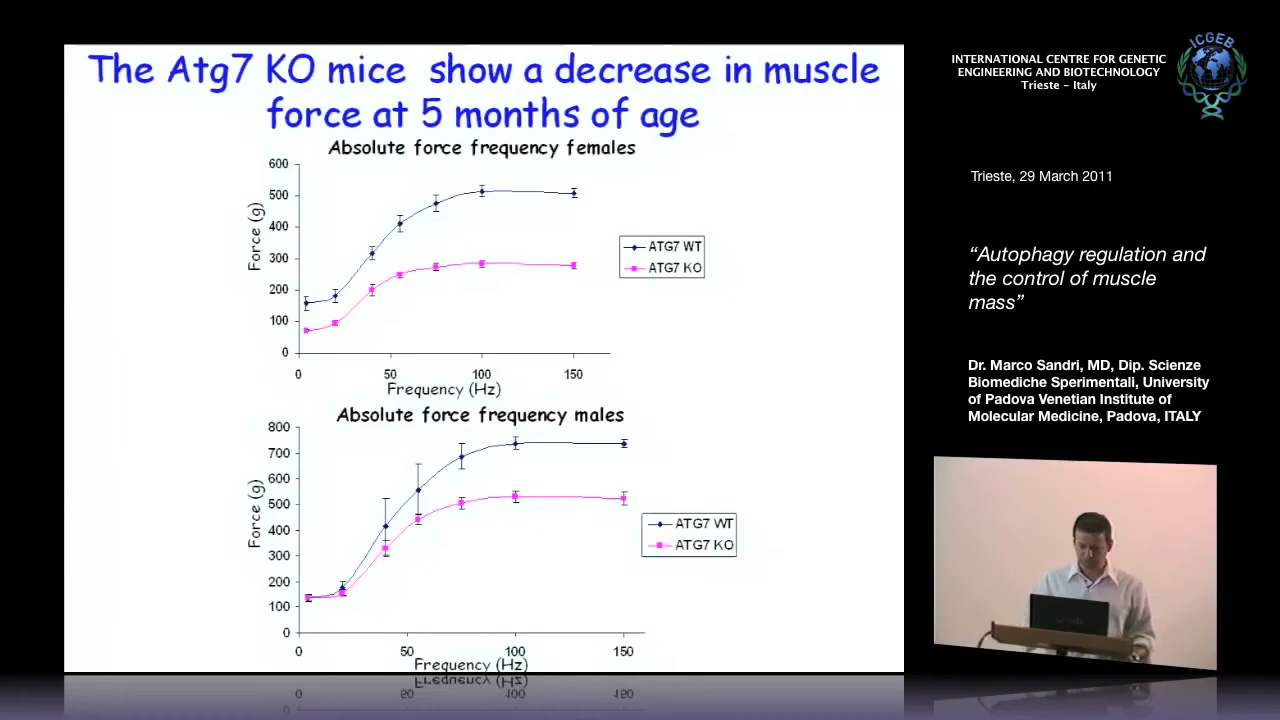 The Atg7 KO mice show a decrease in muscle
force at 5 months of age
Absolute force frequency females
600
500
400
300
200
100
0
Force (g)
0
50
100
150
Frequency (Hz)
ATG7 WT
ATG7 KO
Absolute force frequency males
800
700
600
500
400
300
200
100
0
Force (g)
0
50
100
150
Frequency (Hz)
ATG7 WT
ATG7 KO
INTERNATIONAL CENTRE FOR GENETIC
ENGINEERING AND BIOTECHNOLOGY
Trieste - Italy
ICGEB
Trieste, 29 March 2011
“Autophagy regulation and
the control of muscle
mass”
Dr. Marco Sandri, MD, Dip. Scienze
Biomediche Sperimentali, University
of Padova Venetian Institute of
Molecular Medicine, Padova, ITALY